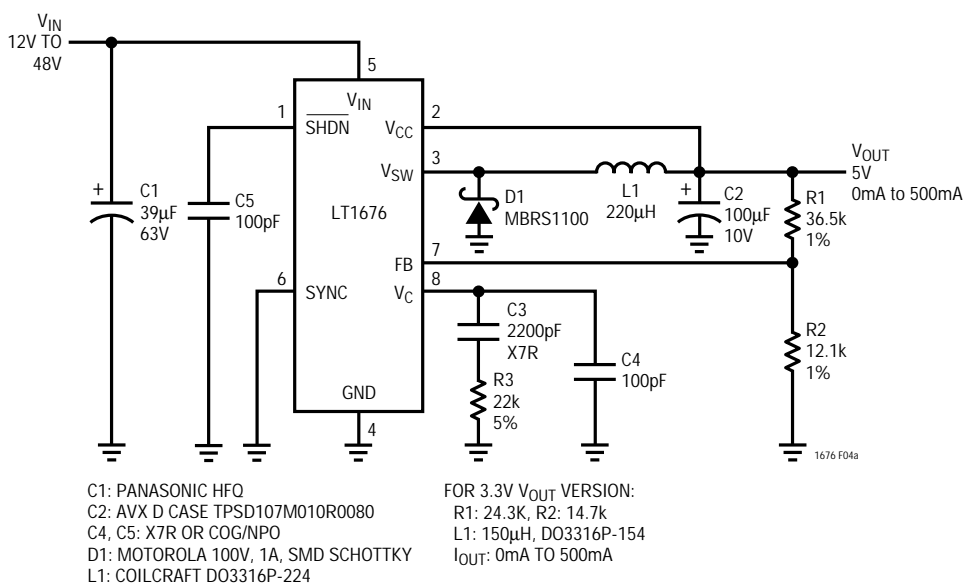 VIN
12V TO
48V
5
VIN
1
SHDN
VCC
2
VSW
3
LT1676
FB
7
6
SYNC
VC
8
GND
4
+
C1
39µF
63V
C5
100pF
D1
MBRS1100
L1
220µH
+
C2
100µF
10V
VOUT
5V
0mA to 500mA
R1
36.5k
1%
R2
12.1k
1%
C3
2200pF
X7R
R3
22k
5%
C4
100pF
1676 F04a
C1: PANASONIC HFQ
C2: AVX D CASE TPSD107M010R0080
C4, C5: X7R OR COG/NPO
D1: MOTOROLA 100V, 1A, SMD SCHOTTKY
L1: COILCRAFT DO3316P-224
FOR 3.3V VOUT VERSION:
R1: 24.3K, R2: 14.7k
L1: 150µH, DO3316P-154
IOUT: 0mA TO 500mA